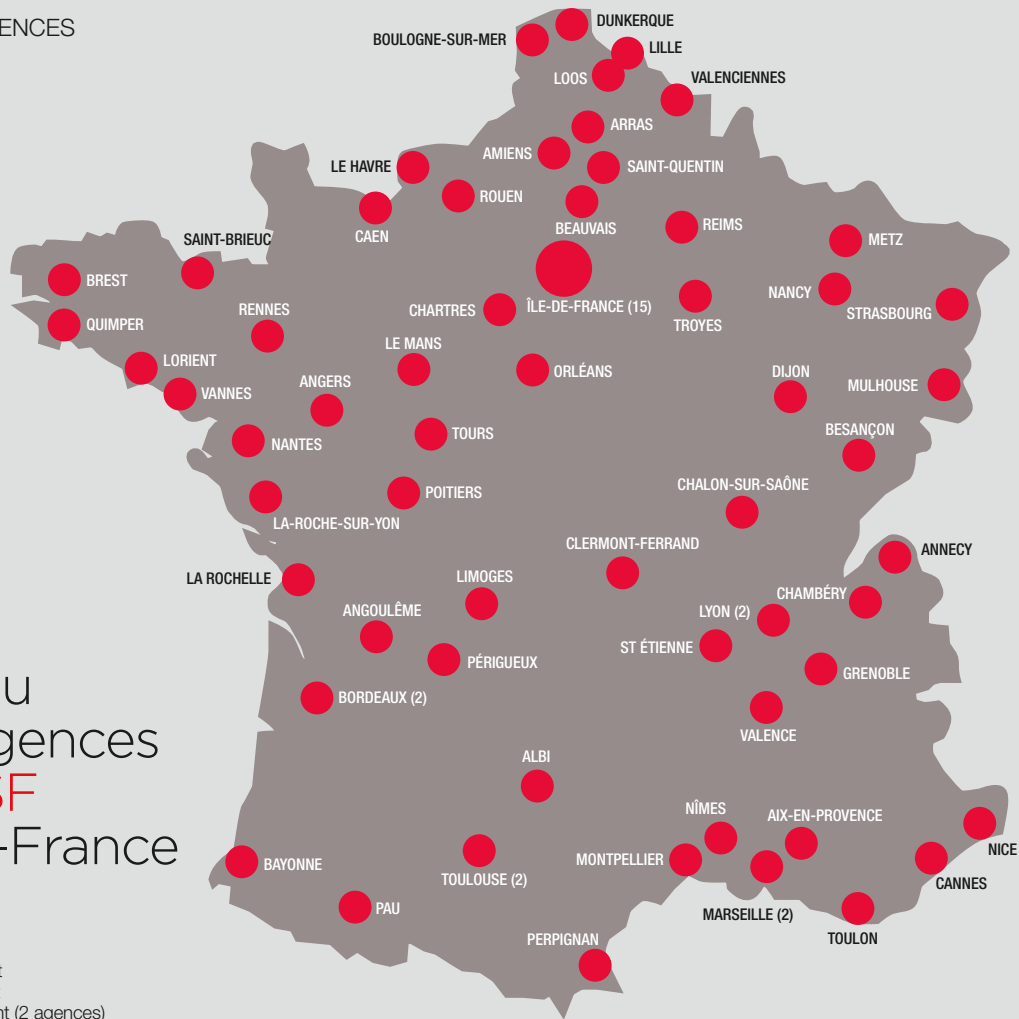 ENCES
DUNKERQUE
BOULOGNE-SUR-MER
LILLE
LOOS
VALENCIENNES
ARRAS
AMIENS
LE HAVRE
SAINT-QUENTIN
ROUEN
CAEN
BEAUVAIS
REIMS
SAINT-BRIEUC
METZ
BREST
NANCY
CHARTRES
ÎLE-DE-FRANCE (15)
RENNES
STRASBOURG
QUIMPER
TROYES
LE MANS
LORIENT
ORLÉANS
DIJON
ANGERS
MULHOUSE
VANNES
BESANÇON
TOURS
NANTES
CHALON-SUR-SAÔNE
POITIERS
LA-ROCHE-SUR-YON
CLERMONT-FERRAND
ANNECY
LA ROCHELLE
LIMOGES
CHAMBÉRY
ANGOULÊME
LYON (2)
ST ÉTIENNE
PÉRIGUEUX
GRENOBLE
BORDEAUX (2)
VALENCE
u
gences
SF
-France
ALBI
NÎMES
AIX-EN-PROVENCE
NICE
MONTPELLIER
BAYONNE
TOULOUSE (2)
CANNES
PAU
MARSEILLE (2)
TOULON
PERPIGNAN
t
nt (2 agences)